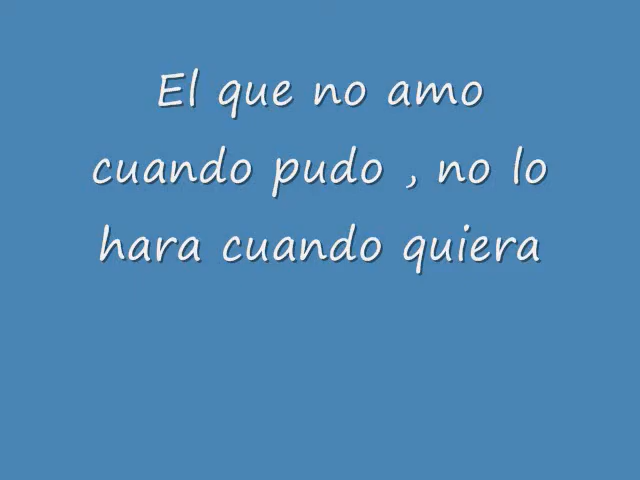 El que no amo
cuando pudo , no lo
hara cuando quiera